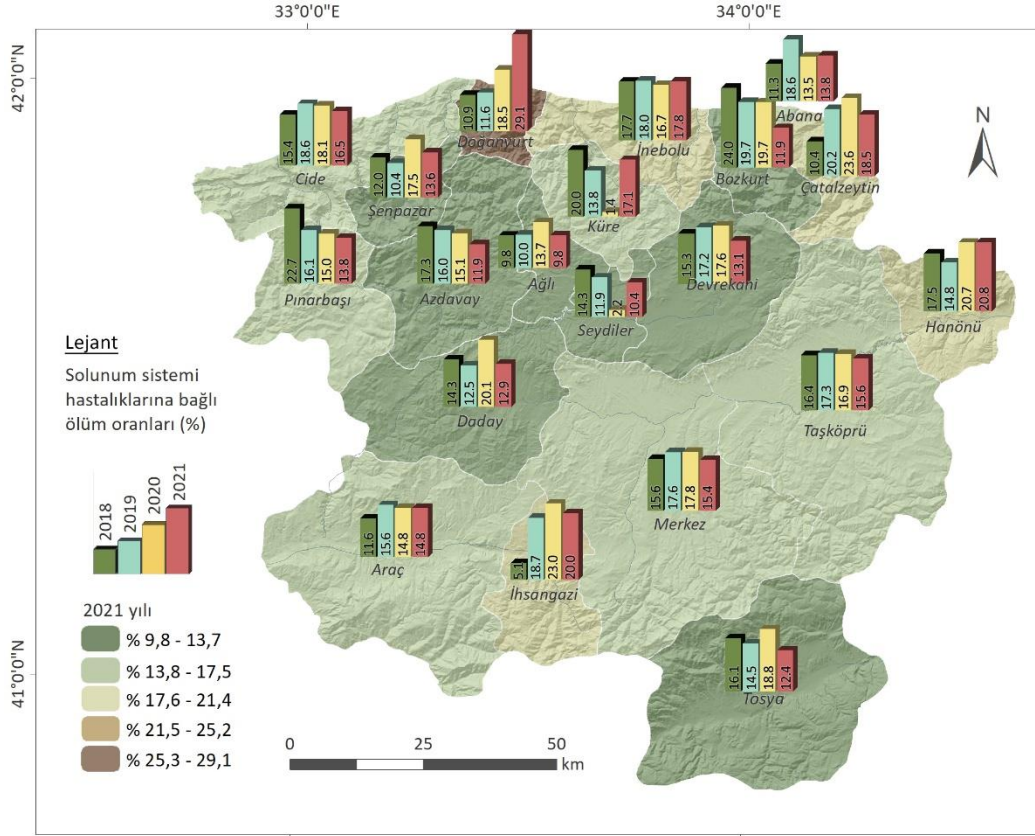 33°0'0"E
34°0'0"E
42°0'0"N
41°0'0"N
N
11.3 18.6 13.5 13.8
Abana
10.9 11.6 18.5 29.1
Doğanyurt
17.7 18.0 16.7 17.8
İnebolu
24.0 19.7 19.7 11.9
Bozkurt
10.4 20.2 23.6 18.5
Çatalzeytin
15.4 18.6 18.1 16.5
Cide
12.0 10.4 17.5 13.6
Şenpazar
20.0 13.8 1.4 17.1
Küre
22.7 16.1 15.0 13.8
Pınarbaşı
17.3 16.0 15.1 11.9
Azdavay
9.8 10.0 13.7 9.8
Ağlı
15.3 17.2 17.6 13.1
Devrekani
14.3 11.9 2.2 10.4
Seydiler
17.5 14.8 20.7 20.8
Hanönü
14.3 12.5 20.1 12.9
Daday
16.4 17.3 16.9 15.6
Taşköprü
15.6 17.6 17.8 15.4
Merkez
11.6 15.6 14.8 14.8
Araç
5.1 18.7 23.0 20.0
İhsangazi
16.1 14.5 18.8 12.4
Tosya
Lejant
Solunum sistemi
hastalıklarına bağlı
ölüm oranları (%)
2018 2019 2020 2021
2021 yılı
% 9,8 - 13,7
% 13,8 - 17,5
% 17,6 - 21,4
% 21,5 - 25,2
% 25,3 - 29,1
0 25 50
km